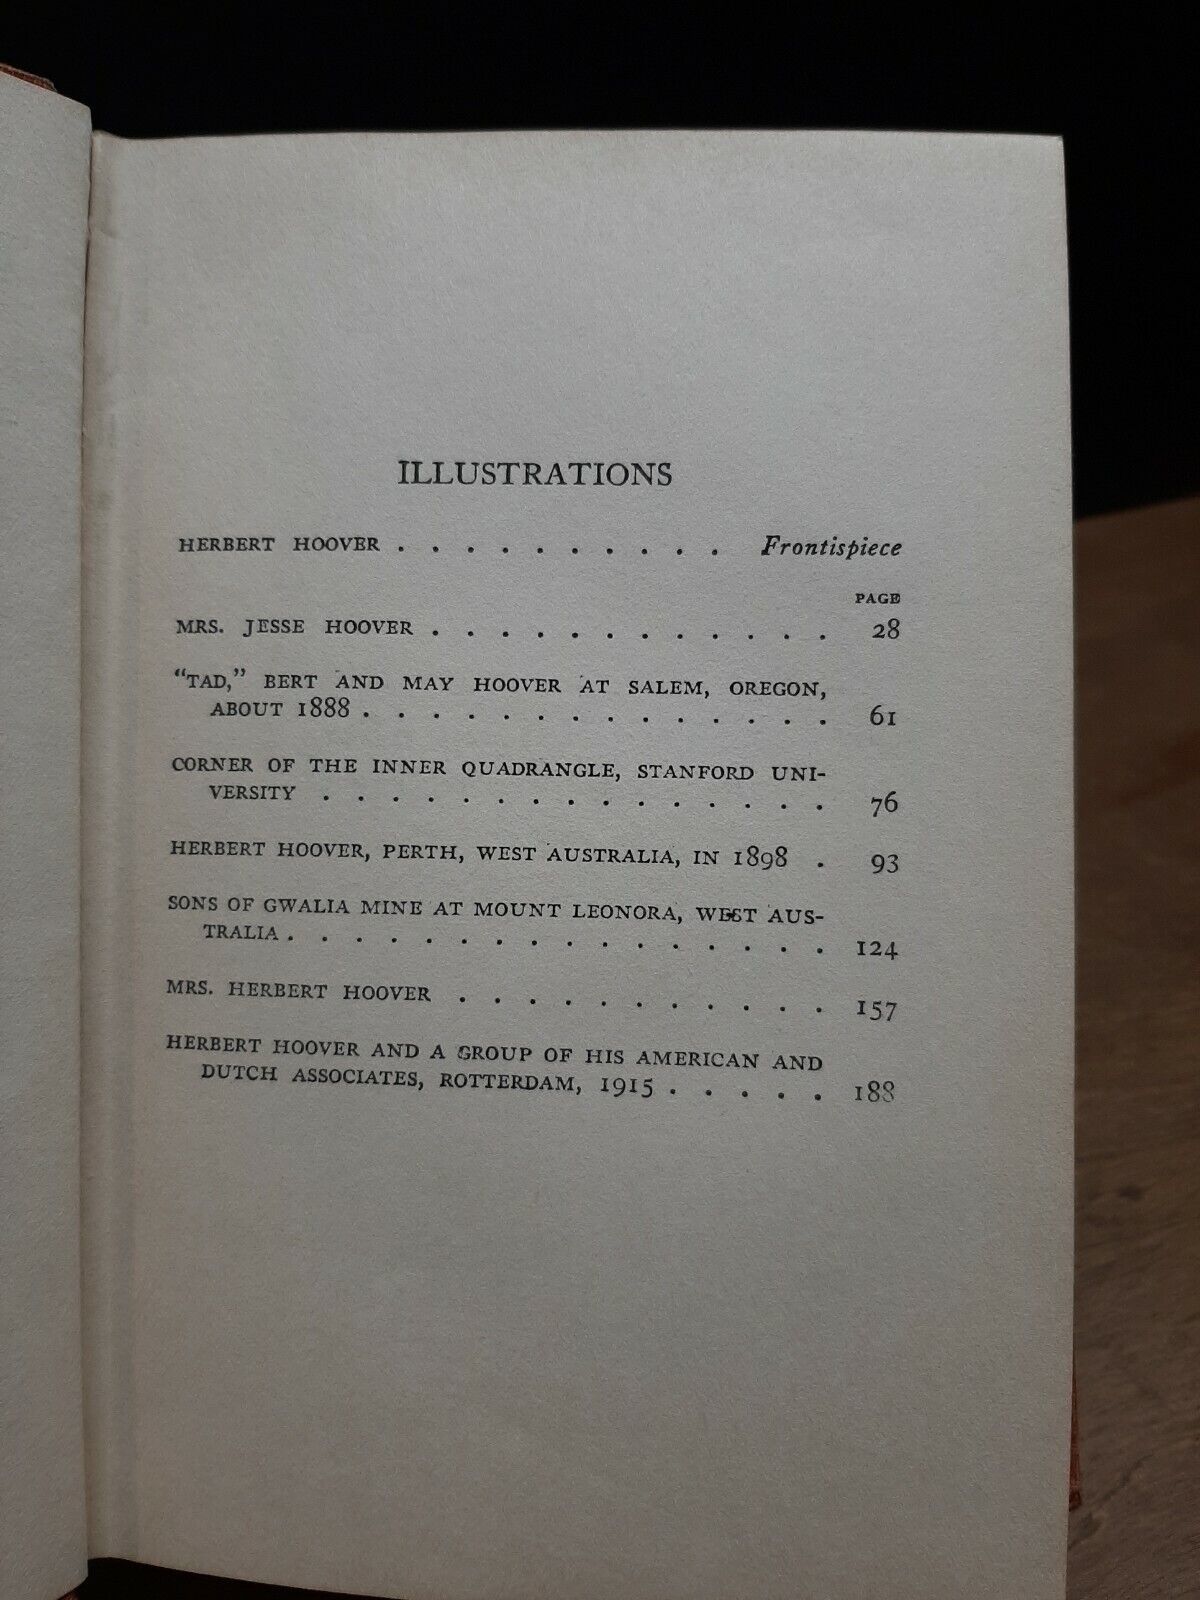 ILLUSTRATIONS
HERBERT HOOVER . . . . . . . . . . Frontispiece
PAGE
MRS. JESSE HOOVER . . . . . . . . . . . . 28
"TAD," BERT AND MAY HOOVER AT SALEM, OREGON,
ABOUT 1888 . . . . . . . . . . . . . . 61
CORNER OF THE INNER QUADRANGLE, STANFORD UNI-
VERSITY . . . . . . . . . . . . . . . 76
HERBERT HOOVER, PERTH, WEST AUSTRALIA, IN 1898 . 93
SONS OF GWALIA MINE AT MOUNT LEONORA, WEST AUS-
TRALIA . . . . . . . . . . . . . . . . 124
MRS. HERBERT HOOVER . . . . . . . . . . . 157
HERBERT HOOVER AND A GROUP OF HIS AMERICAN AND
DUTCH ASSOCIATES, ROTTERDAM, 1915 . . . . . 188